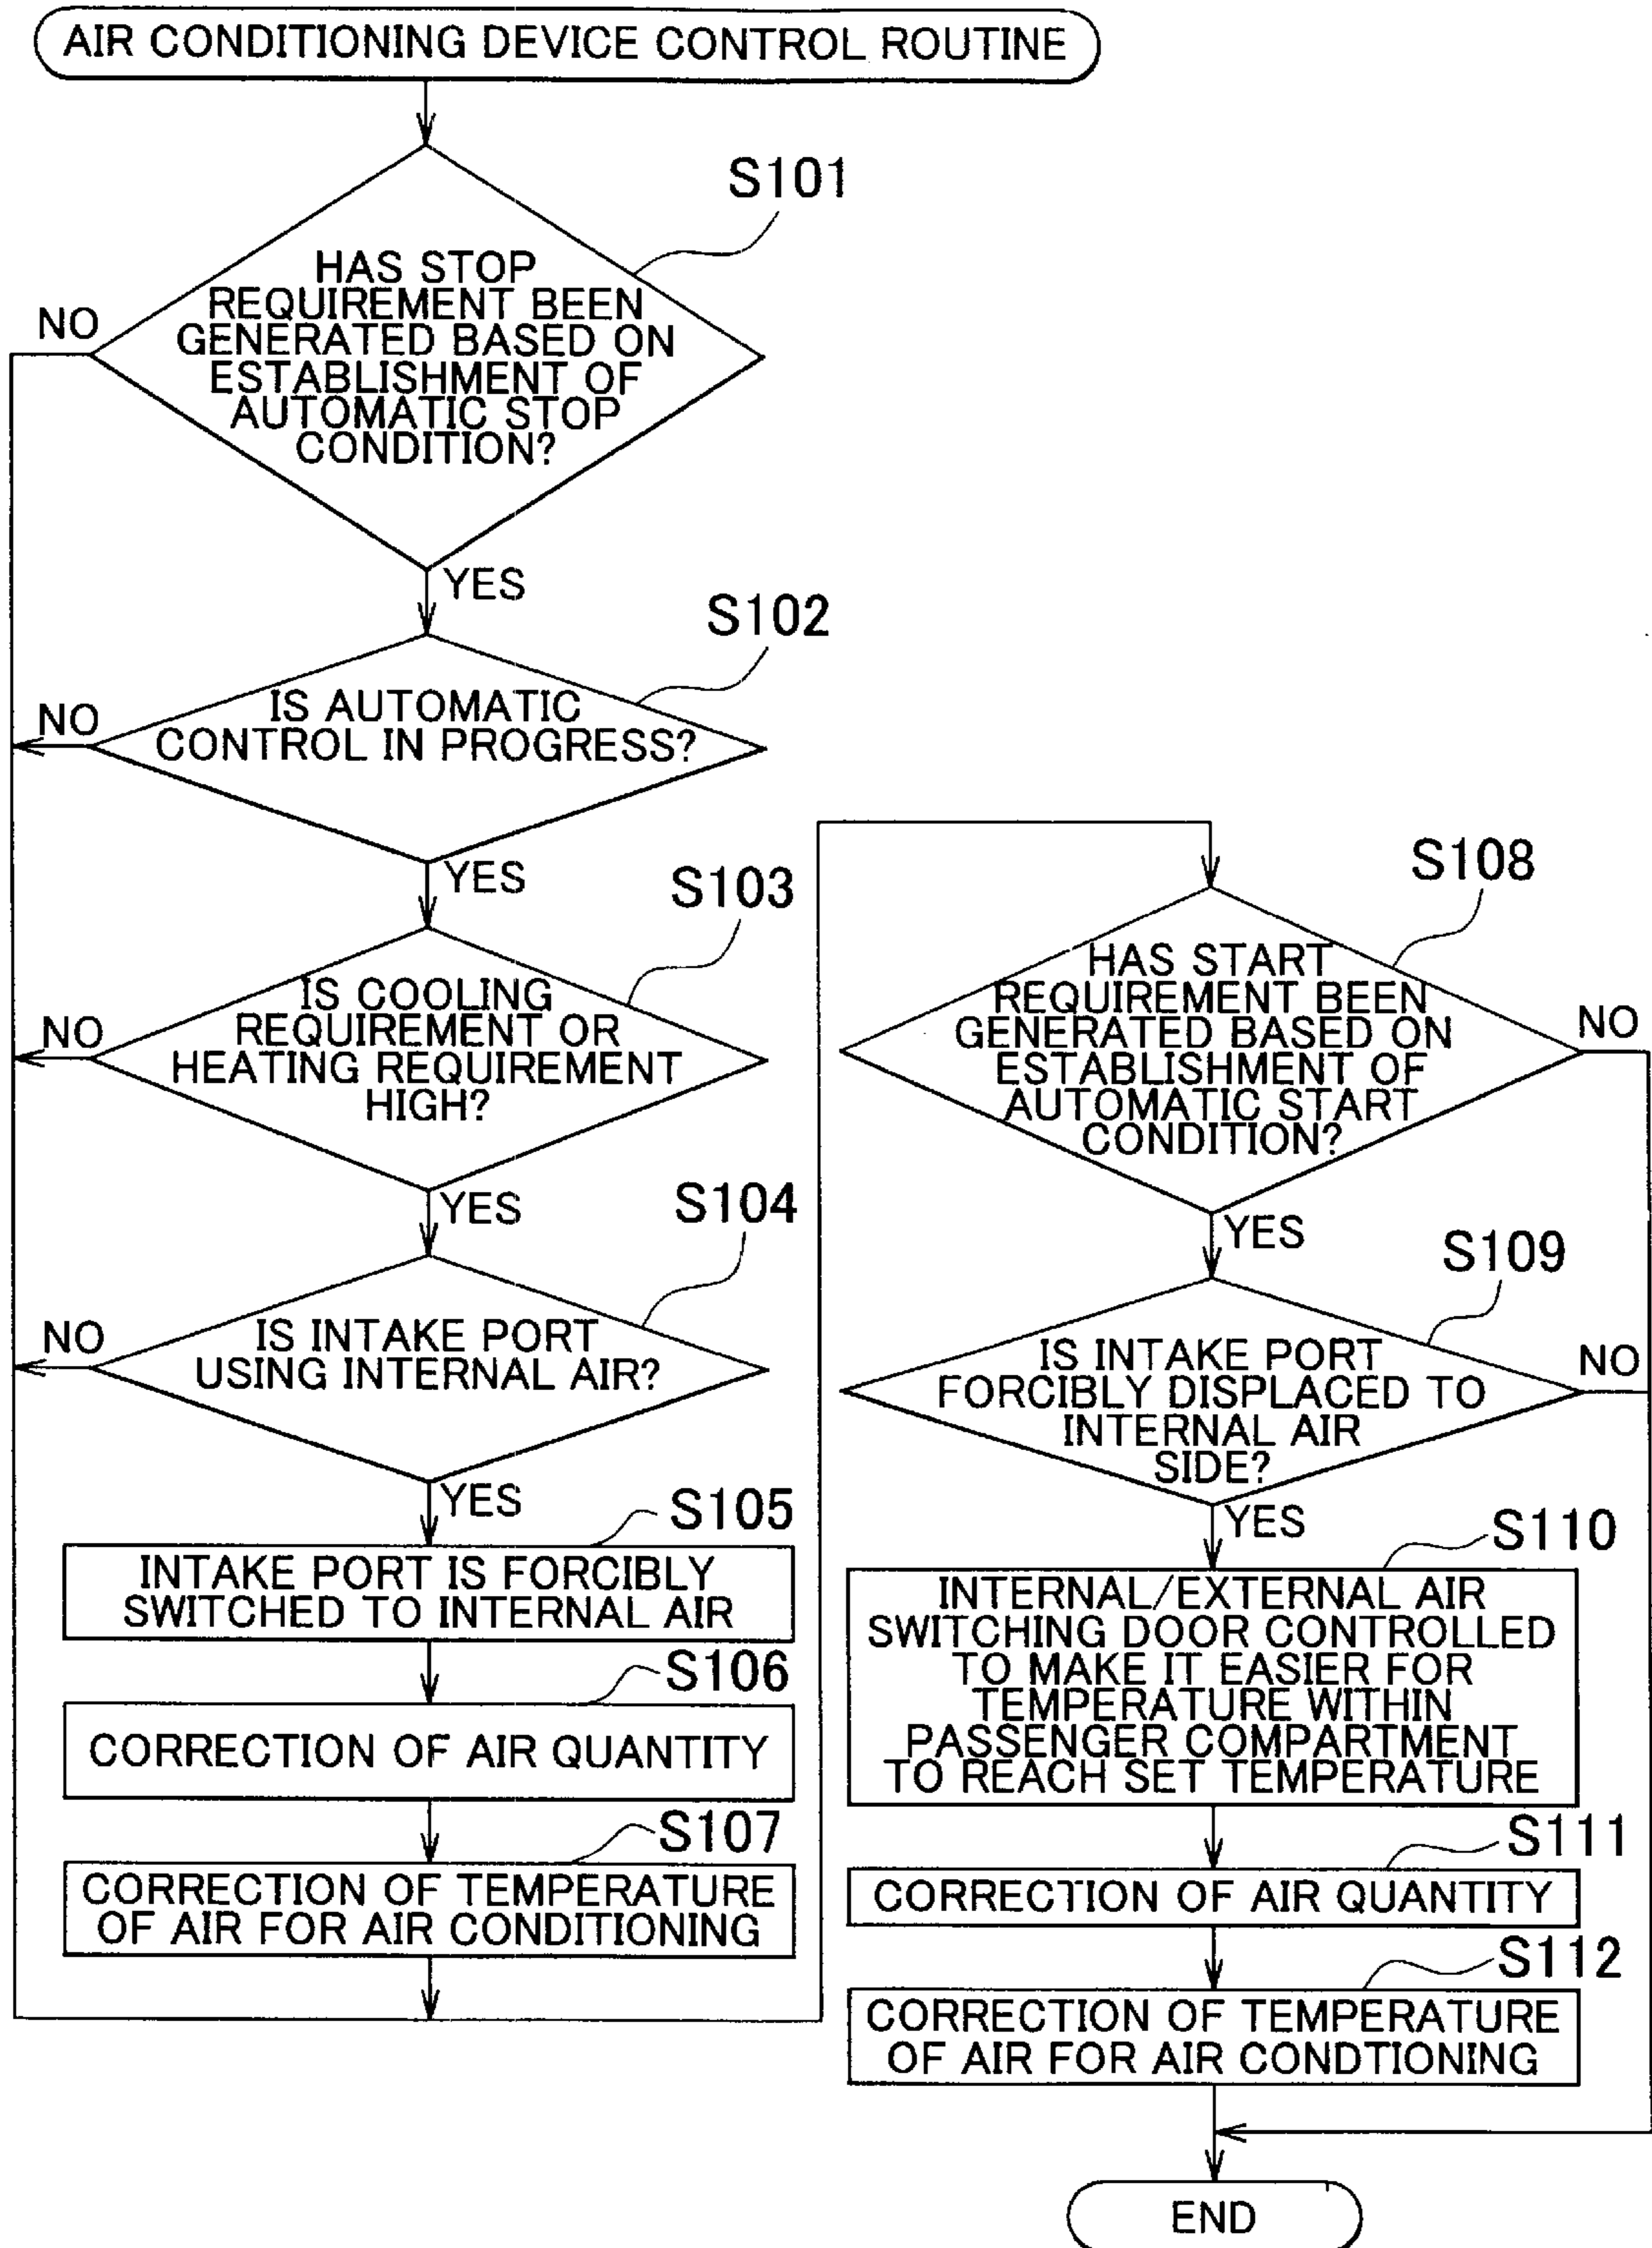 AIR CONDITIONING DEVICE CONTROL ROUTINE
S101
HAS STOP
REQUIREMENT BEEN
GENERATED BASED ON
ESTABLISHMENT OF
AUTOMATIC STOP
CONDITION?
NO
YES
S102
IS AUTOMATIC
CONTROL IN PROGRESS?
NO
YES
S103
IS COOLING
REQUIREMENT OR
HEATING REQUIREMENT
HIGH?
NO
YES
S104
IS INTAKE PORT
USING INTERNAL AIR?
NO
YES
S105
INTAKE PORT IS FORCIBLY
SWITCHED TO INTERNAL AIR
S106
CORRECTION OF AIR QUANTITY
S107
CORRECTION OF TEMPERATURE
OF AIR FOR AIR CONDITIONING
S108
HAS START
REQUIREMENT BEEN
GENERATED BASED ON
ESTABLISHMENT OF
AUTOMATIC START
CONDITION?
NO
YES
S109
IS INTAKE PORT
FORCIBLY DISPLACED TO
INTERNAL AIR
SIDE?
NO
YES
S110
INTERNAL/EXTERNAL AIR
SWITCHING DOOR CONTROLLED
TO MAKE IT EASIER FOR
TEMPERATURE WITHIN
PASSENGER COMPARTMENT
TO REACH SET TEMPERATURE
S111
CORRECTION OF AIR QUANTITY
S112
CORRECTION OF TEMPERATURE
OF AIR FOR AIR CONDTIONING
END